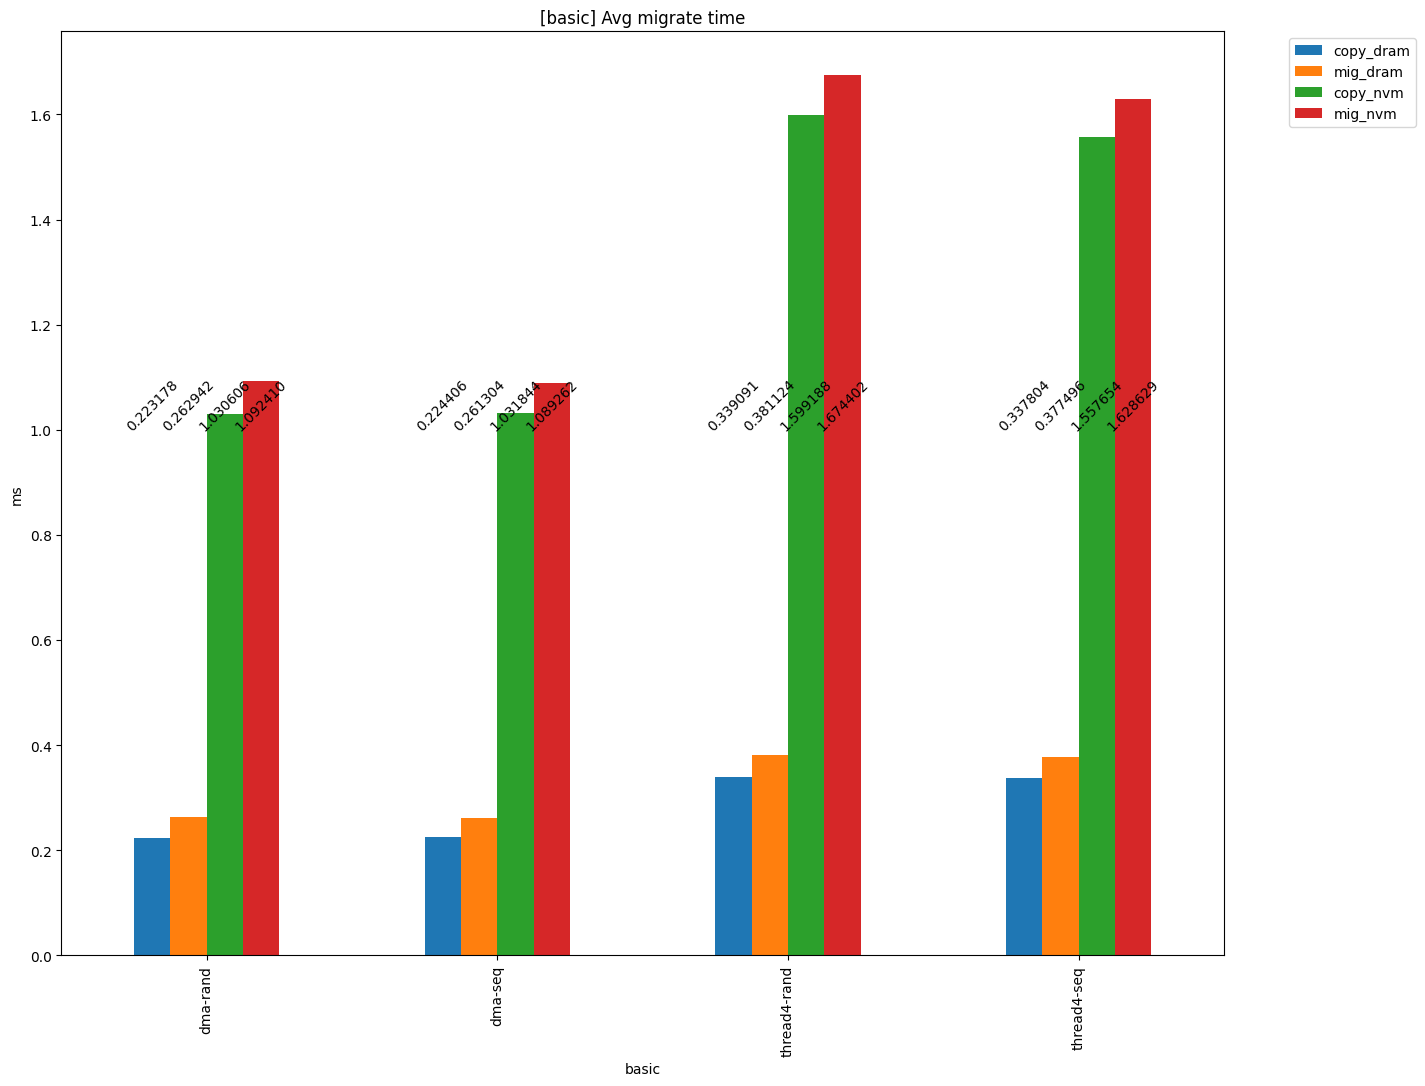 [basic] Avg migrate time
copy_dram
mig_dram
copy_nvm
mig_nvm
ms
1.6
1.4
1.2
1.0
0.8
0.6
0.4
0.2
0.0
0.223178
0.262942
1.030606
1.092410
0.224406
0.261304
1.031844
1.089262
0.339091
0.381124
1.599188
1.674402
0.337804
0.377496
1.557654
1.628629
dma-rand
dma-seq
thread4-rand
thread4-seq
basic